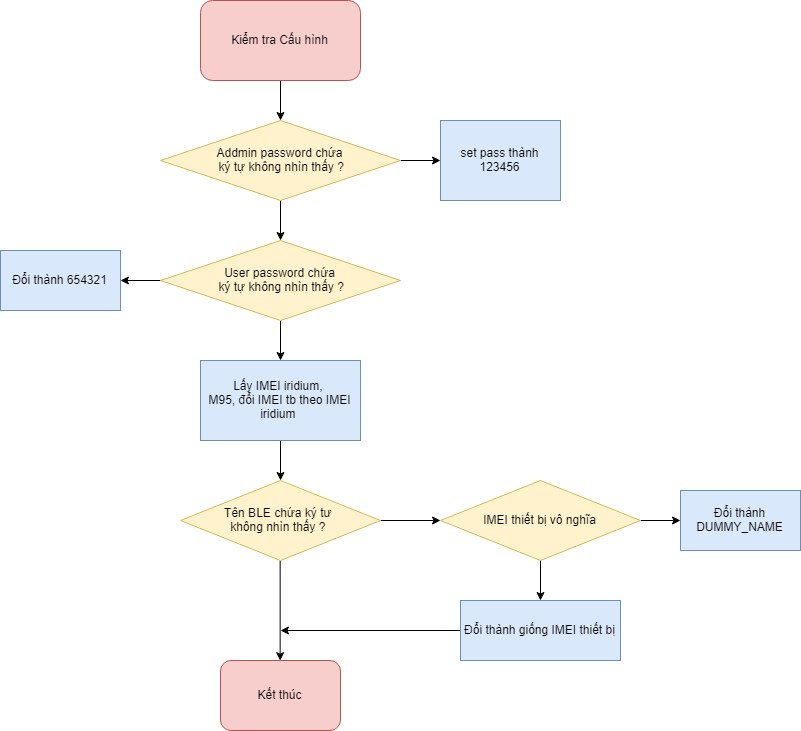 Kiểm tra Cấu hình
Addmin password chứa
ký tự không nhìn thấy ?
set pass thành
123456
User password chứa
ký tự không nhìn thấy ?
Đổi thành 654321
Lấy IMEI iridium,
M95, đổi IMEI tb theo IMEI
iridium
Tên BLE chứa ký tư
không nhìn thấy ?
IMEI thiết bị vô nghĩa
Đổi thành
DUMMY_NAME
Đổi thành giống IMEI thiết bị
Kết thúc